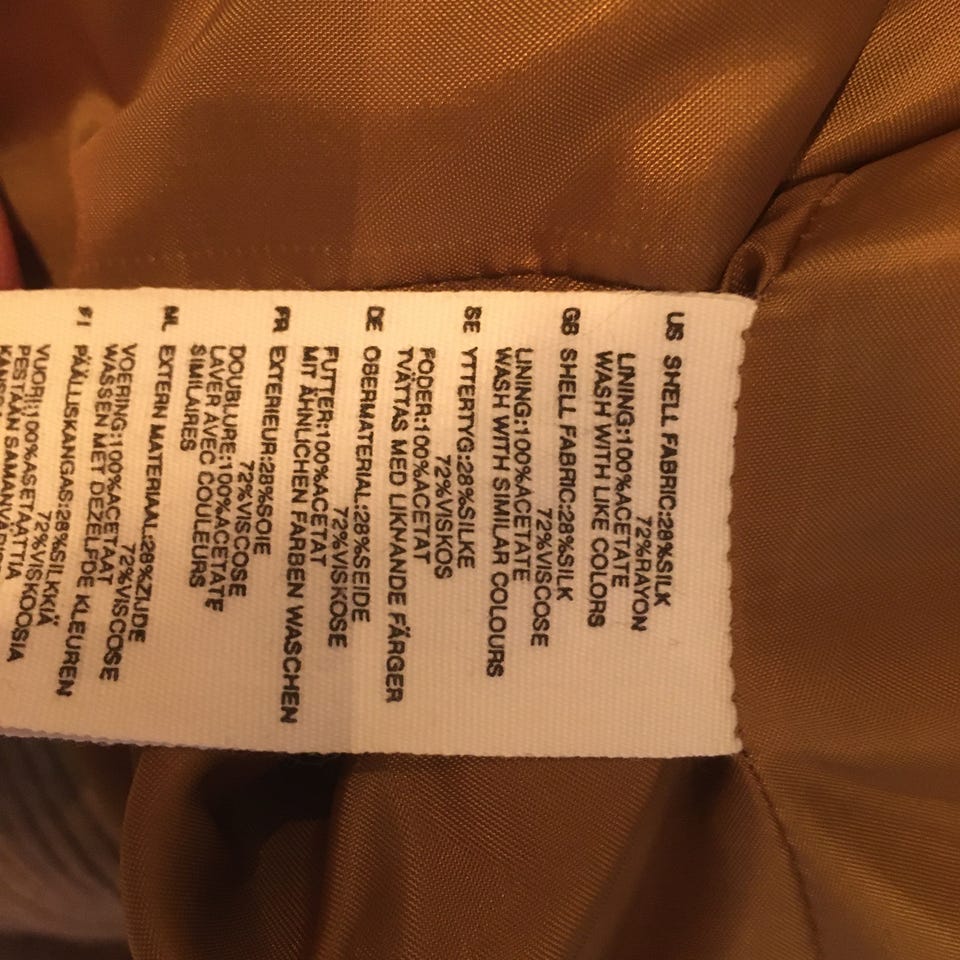 US SHELL FABRIC:28%SILK
72%RAYON
LINING:100%ACETATE
WASH WITH LIKE COLORS
GB SHELL FABRIC:28%SILK
72%VISCOSE
LINING:100%ACETATE
WASH WITH SIMILAR COLOURS
SE YTTERTYG:28%SILKE
72%VISKOS
FODER:100%ACETAT
TVÄTTAS MED LIKNANDE FÄRGER
DE OBERMATERIAL:28%SEIDE
72%VISKOSE
FUTTER:100%ACETAT
MIT ÄHNLICHEN FARBEN WASCHEN
FR EXTERIEUR:28%SOIE
72%VISCOSE
DOUBLURE:100%ACETATE
LAVER AVEC COULEURS
SIMILAIRES
NL EXTERN MATERIAAL:28%ZIJDE
72%VISCOSE
VOERING:100%ACETAAT
WASSEN MET DEZELFDE KLEUREN
FI PÄÄLLISKANGAS:28%SILKKIÄ
72%VISKOOSIA
VUORI:100%ASETAATTIA
PESTÄÄN SAMANVÄRISTEN